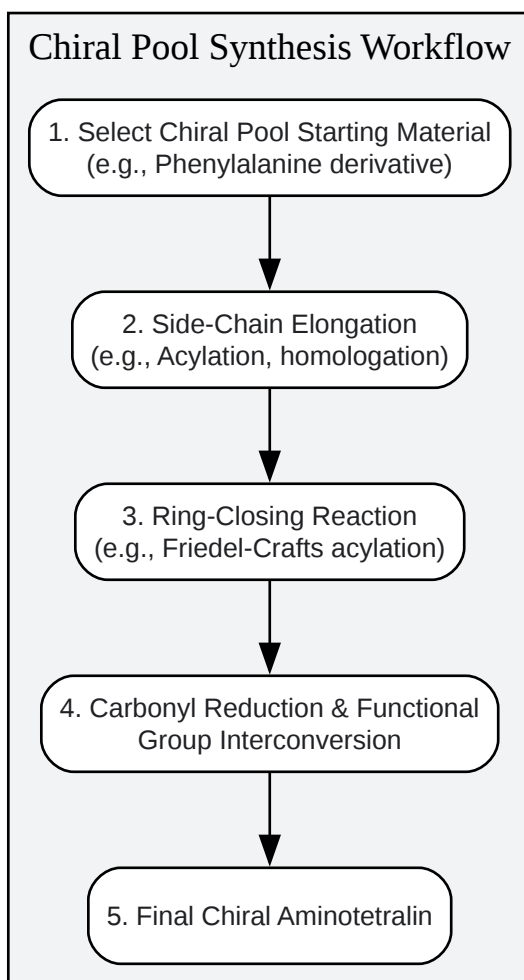 Chiral Pool Synthesis Workflow
1. Select Chiral Pool Starting Material
(e.g., Phenylalanine derivative)
2. Side-Chain Elongation
(e.g., Acylation, homologation)
3. Ring-Closing Reaction
(e.g., Friedel-Crafts acylation)
4. Carbonyl Reduction & Functional
Group Interconversion
5. Final Chiral Aminotetralin